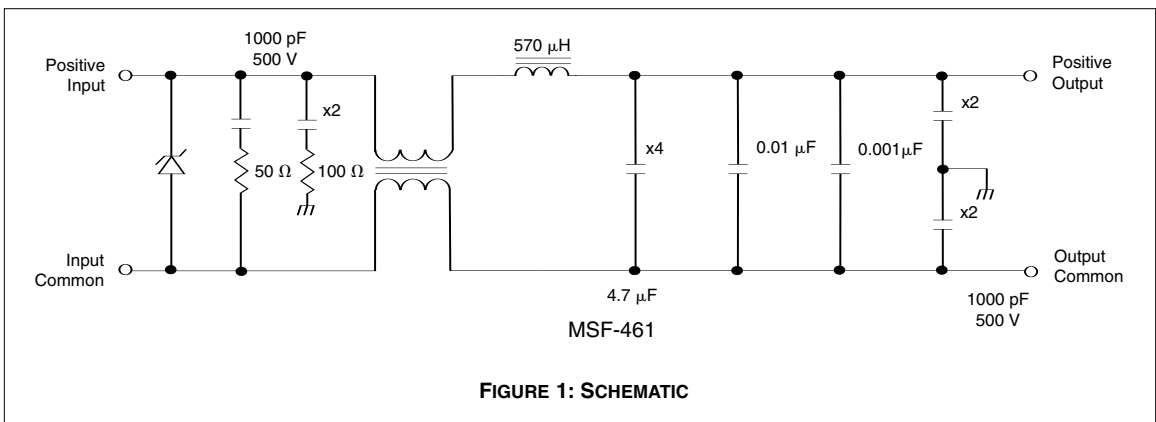 1000 pF
500 V
570 μH
Positive
Input
Positive
Output
x2
x2
50 Ω
100 Ω
x4
0.01 μF
0.001μF
x2
Input
Common
Output
Common
4.7 μF
1000 pF
500 V
MSF-461
FIGURE 1: SCHEMATIC